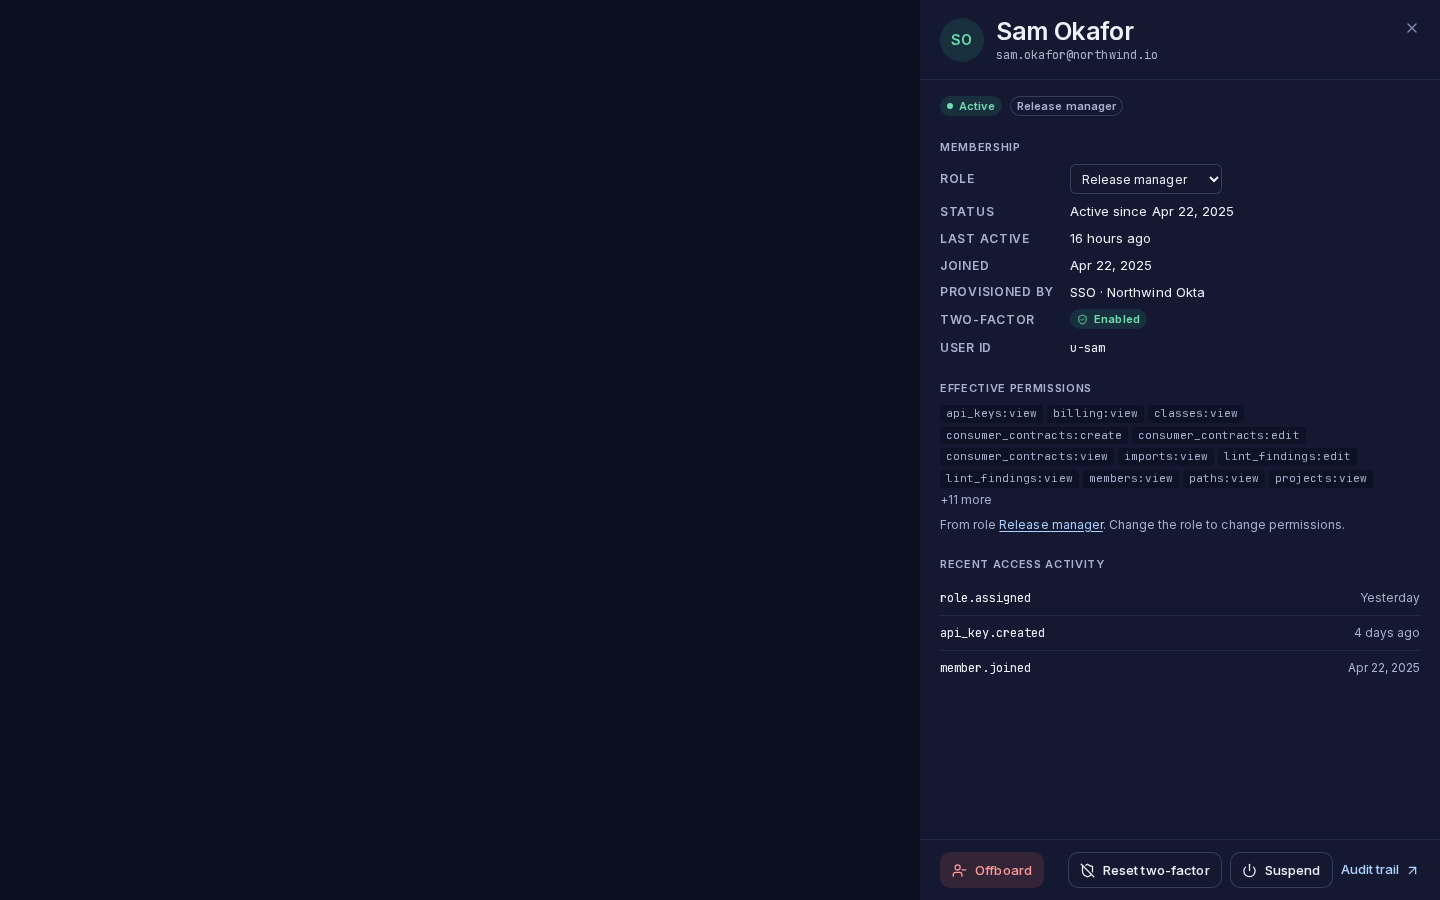 SO
Sam Okafor
sam.okafor@northwind.io
Active
Release manager
MEMBERSHIP
ROLE Release manager
STATUS Active since Apr 22, 2025
LAST ACTIVE 16 hours ago
JOINED Apr 22, 2025
PROVISIONED BY SSO · Northwind Okta
TWO-FACTOR Enabled
USER ID u-sam
EFFECTIVE PERMISSIONS
api_keys:view billing:view classes:view
consumer_contracts:create consumer_contracts:edit
consumer_contracts:view imports:view lint_findings:edit
lint_findings:view members:view paths:view projects:view
+11 more
From role Release manager. Change the role to change permissions.
RECENT ACCESS ACTIVITY
role.assigned Yesterday
api_key.created 4 days ago
member.joined Apr 22, 2025
Offboard Reset two-factor Suspend Audit trail